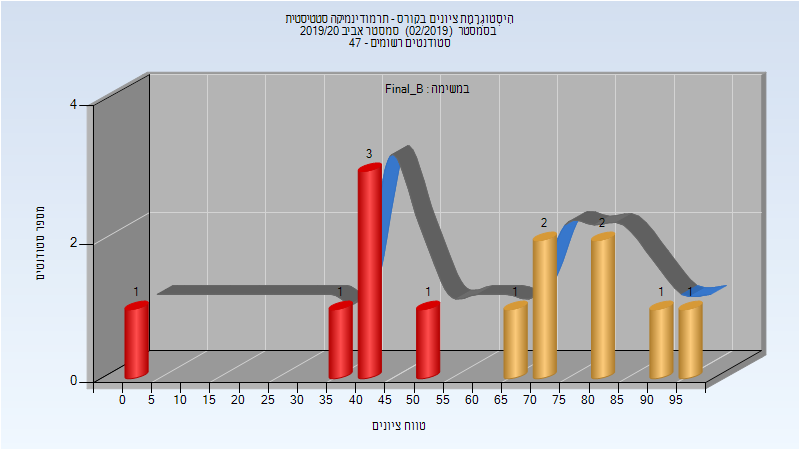 היסטוגרמת ציונים בקורס - תרמודינמיקה סטטיסטית
בסמסטר (02/2019) סמסטר אביב 2019/20
סטודנטים רשומים - 47
במשימה : Final_B
מספר סטודנטים
4
2
0
1
1
3
1
1
2
2
1
1
0 5 10 15 20 25 30 35 40 45 50 55 60 65 70 75 80 85 90 95
טווח ציונים